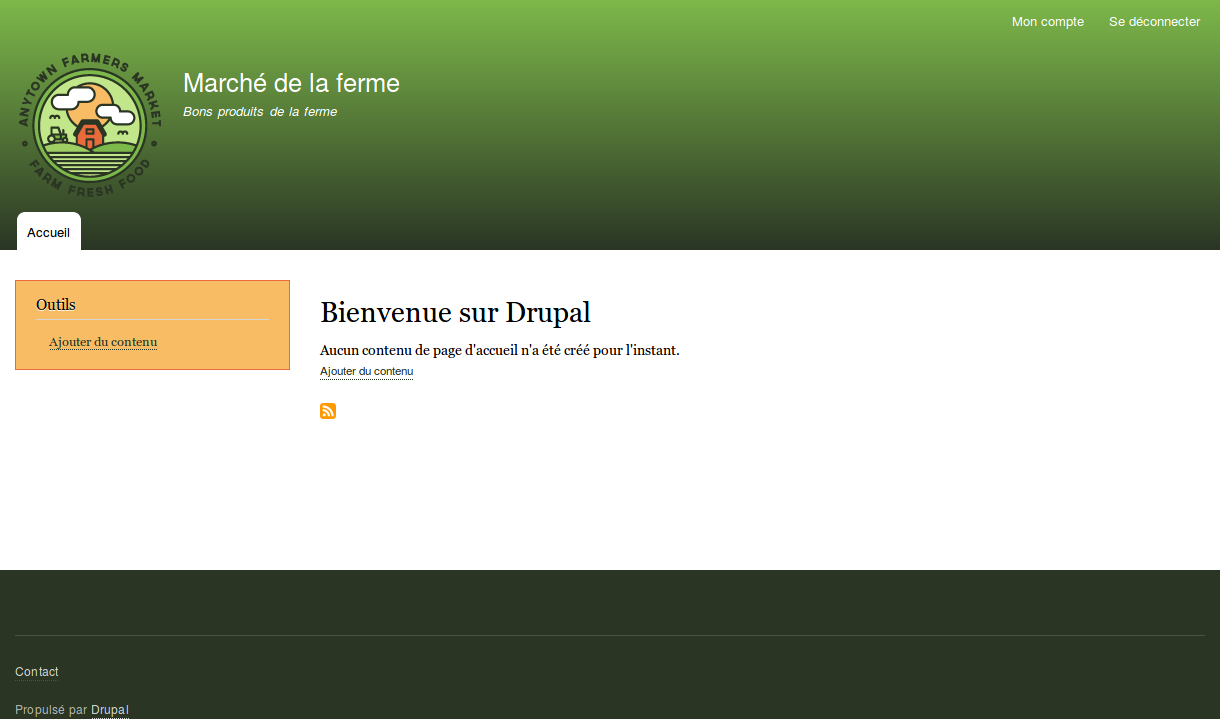 Mon compte Se déconnecter
ANYTOWN FARMERS MARKET
FARM FRESH FOOD
Marché de la ferme
Bons produits de la ferme
Accueil
Outils
Ajouter du contenu
Bienvenue sur Drupal
Aucun contenu de page d'accueil n'a été créé pour l'instant.
Ajouter du contenu
Contact
Propulsé par Drupal